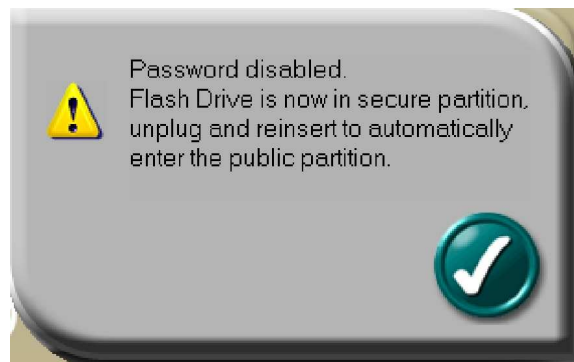 Password disabled.
Flash Drive is now in secure partition,
unplug and reinsert to automatically
enter the public partition.